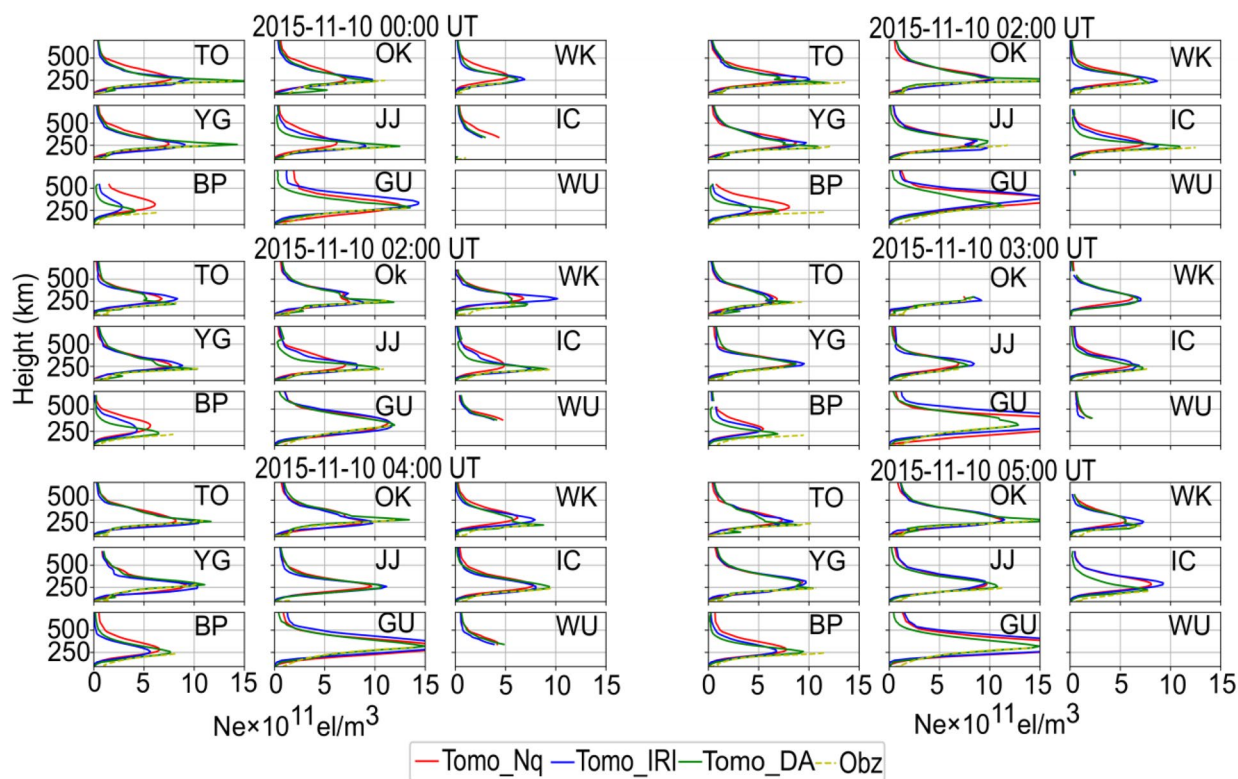 2015-11-10 00:00 UT
500
250
TO
OK
WK
500
250
YG
JJ
IC
500
250
BP
GU
WU
2015-11-10 02:00 UT
TO
OK
WK
YG
JJ
IC
BP
GU
WU
Height (km)
2015-11-10 02:00 UT
500
250
TO
Ok
WK
500
250
YG
JJ
IC
500
250
BP
GU
WU
2015-11-10 03:00 UT
TO
OK
WK
YG
JJ
IC
BP
GU
WU
2015-11-10 04:00 UT
500
250
TO
OK
WK
500
250
YG
JJ
IC
500
250
BP
GU
WU
0 5 10 15 0 5 10 15 0 5 10 15
Ne×10¹¹el/m³
2015-11-10 05:00 UT
TO
OK
WK
YG
JJ
IC
BP
GU
WU
0 5 10 15 0 5 10 15 0 5 10 15
Ne×10¹¹el/m³
Tomo_Nq Tomo_IRI Tomo_DA Obz